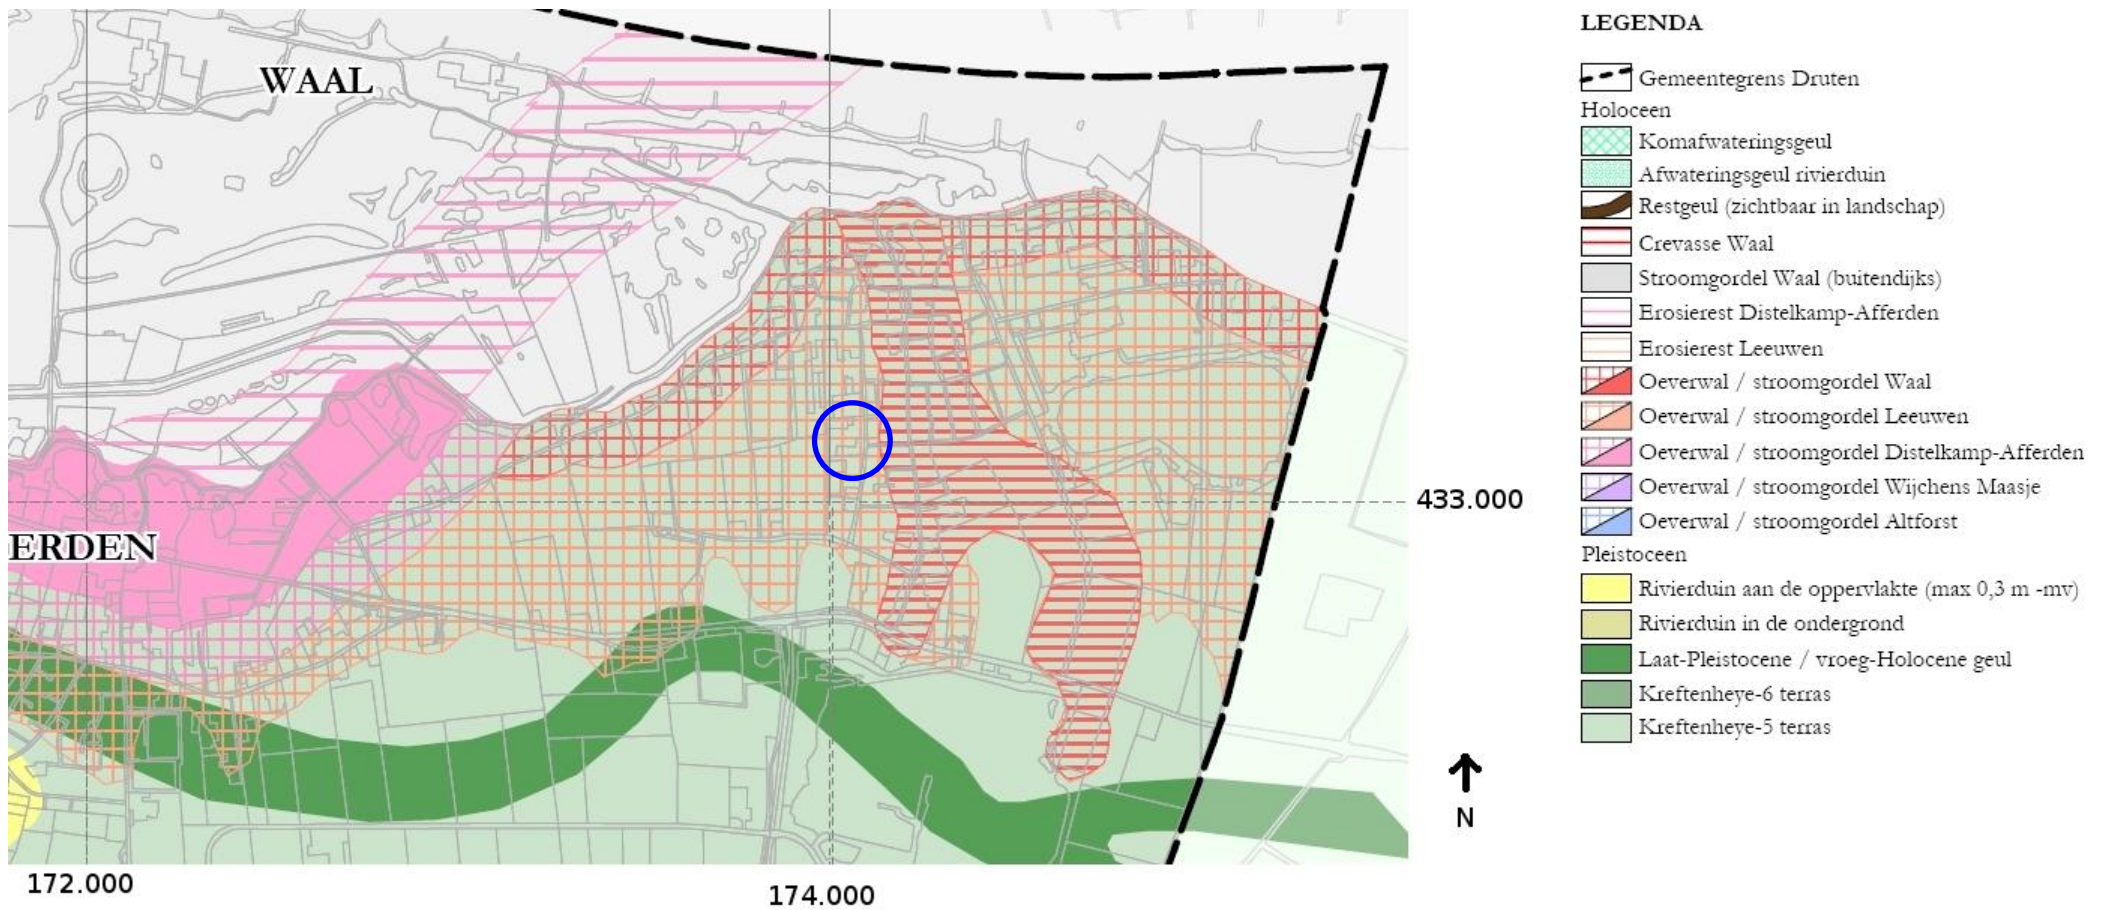 WAAL
ERDEN
433.000
N
172.000
174.000
LEGENDA
Gemeentegrens Druten
Holoceen
Komafwateringsgeul
Afwateringsgeul rivierduin
Restgeul (zichtbaar in landschap)
Crevasse Waal
Stroomgordel Waal (buitendijks)
Erosierest Distelkamp-Afferden
Erosierest Leeuwen
Oeverwal / stroomgordel Waal
Oeverwal / stroomgordel Leeuwen
Oeverwal / stroomgordel Distelkamp-Afferden
Oeverwal / stroomgordel Wijchens Maasje
Oeverwal / stroomgordel Altforst
Pleistoceen
Rivierduin aan de oppervlakte (max 0,3 m -mv)
Rivierduin in de ondergrond
Laat-Pleistocene / vroeg-Holocene geul
Kreftenheye-6 terras
Kreftenheye-5 terras